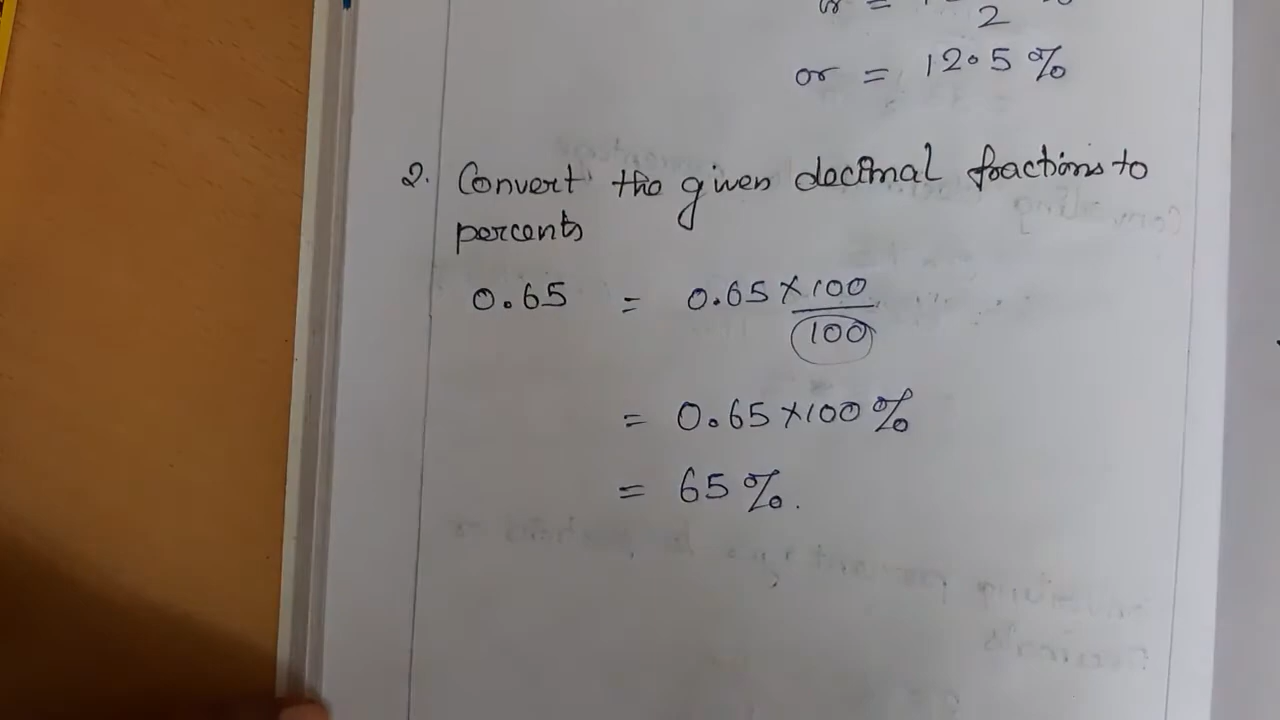 2
or = 12.5 %
2. Convert the given decimal fractions to
percents
0.65 = 0.65 × 100
100
= 0.65 × 100 %
= 65 %.